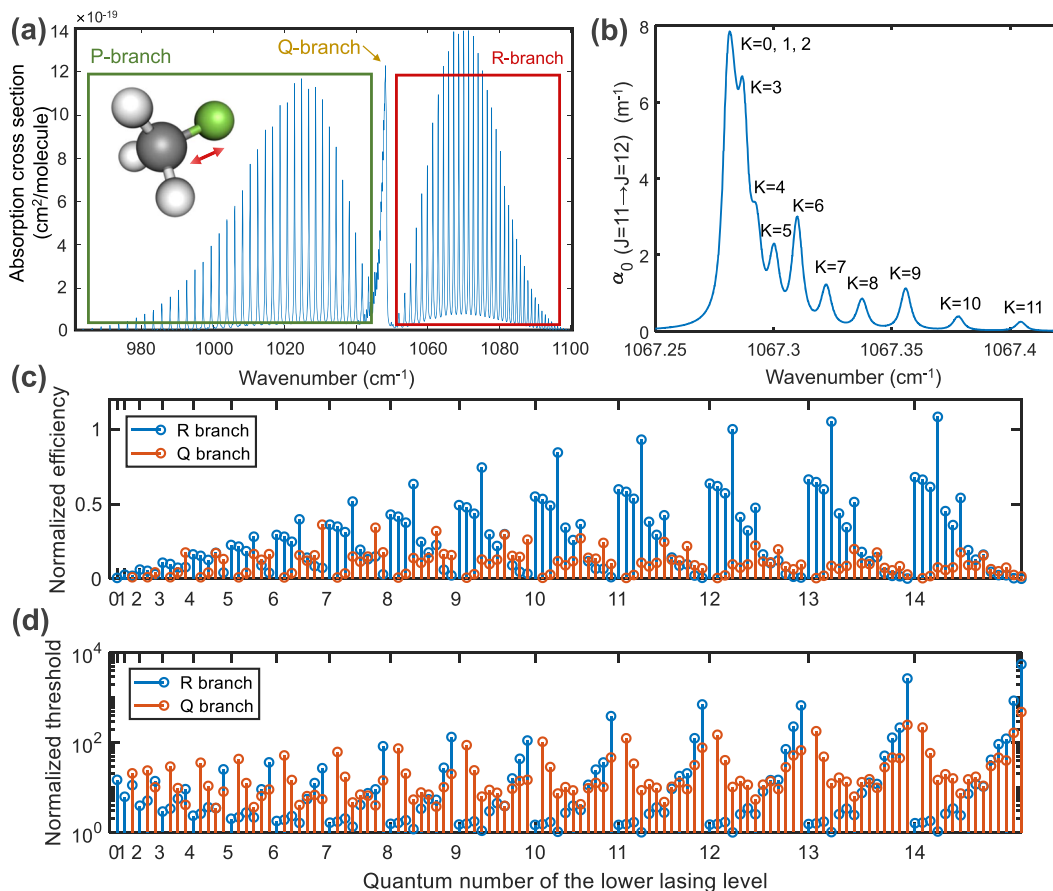 (a)
×10⁻¹⁹
14
12
10
8
6
4
2
0
P-branch
Q-branch
R-branch
Absorption cross section
(cm²/molecule)
980
1000
1020
1040
1060
1080
1100
Wavenumber (cm⁻¹)
(b)
8
6
4
2
0
α₀ (J=11→J=12) (m⁻¹)
K=0, 1, 2
K=3
K=4
K=5
K=6
K=7
K=8
K=9
K=10
K=11
1067.25
1067.3
1067.35
1067.4
Wavenumber (cm⁻¹)
(c)
1
0.5
0
Normalized efficiency
R branch
Q branch
0 1 2 3 4 5 6 7 8 9 10 11 12 13 14
(d)
10⁴
10²
10⁰
Normalized threshold
R branch
Q branch
0 1 2 3 4 5 6 7 8 9 10 11 12 13 14
Quantum number of the lower lasing level